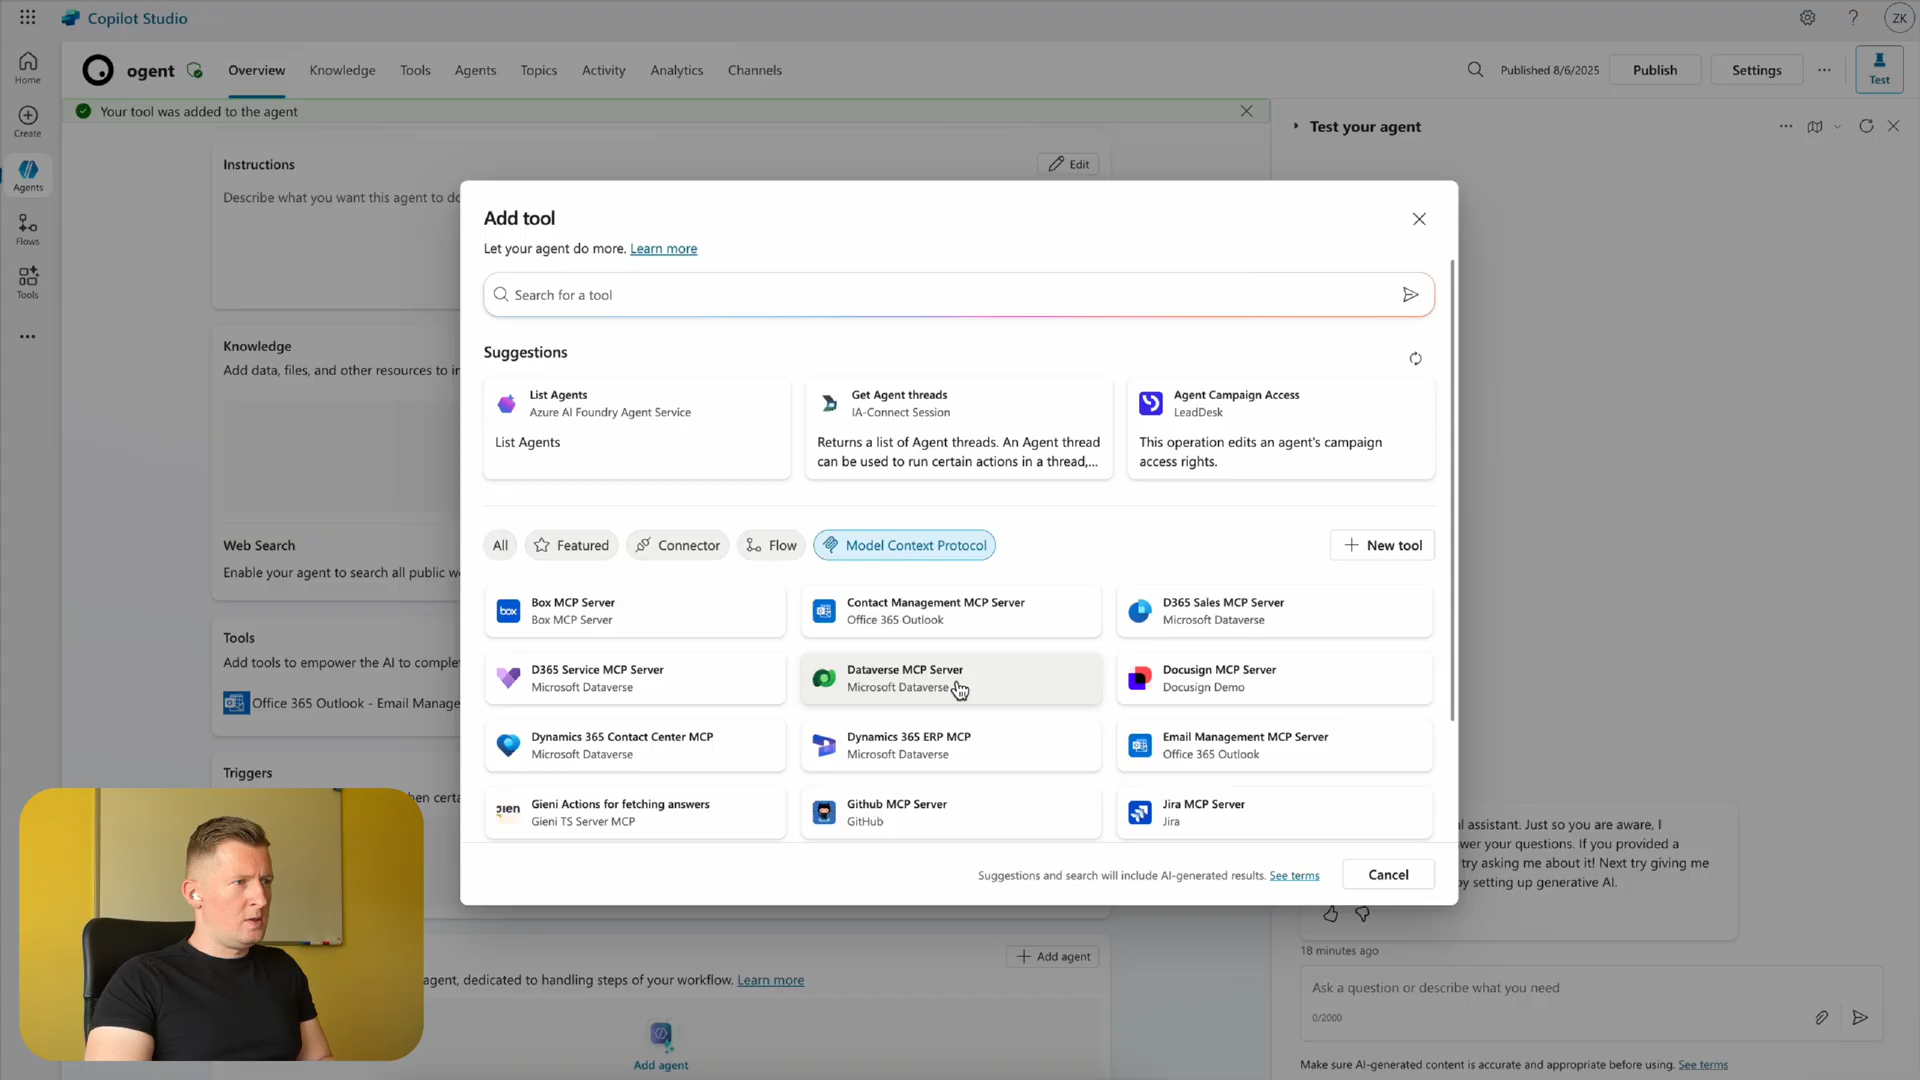 Copilot Studio
ZK
Home
Create
Agents
Flows
Tools
ogent
Overview
Knowledge
Tools
Agents
Topics
Activity
Analytics
Channels
Published 8/6/2025
Publish
Settings
Test
Your tool was added to the agent
Test your agent
Instructions
Edit
Describe what you want this agent to do
Knowledge
Add data, files, and other resources to in
Web Search
Enable your agent to search all public w
Tools
Add tools to empower the AI to comple
Office 365 Outlook - Email Manage
Triggers
en certa
Add tool
Let your agent do more. Learn more
Search for a tool
Suggestions
List Agents
Azure AI Foundry Agent Service
List Agents
Get Agent threads
IA-Connect Session
Returns a list of Agent threads. An Agent thread
can be used to run certain actions in a thread,...
Agent Campaign Access
LeadDesk
This operation edits an agent's campaign
access rights.
All
Featured
Connector
Flow
Model Context Protocol
New tool
Box MCP Server
Box MCP Server
Contact Management MCP Server
Office 365 Outlook
D365 Sales MCP Server
Microsoft Dataverse
D365 Service MCP Server
Microsoft Dataverse
Dataverse MCP Server
Microsoft Dataverse
Docusign MCP Server
Docusign Demo
Dynamics 365 Contact Center MCP
Microsoft Dataverse
Dynamics 365 ERP MCP
Microsoft Dataverse
Email Management MCP Server
Office 365 Outlook
Gieni Actions for fetching answers
Gieni TS Server MCP
Github MCP Server
GitHub
Jira MCP Server
Jira
Suggestions and search will include AI-generated results. See terms
Cancel
l assistant. Just so you are aware, I
wer your questions. If you provided a
try asking me about it! Next try giving me
by setting up generative AI.
18 minutes ago
Add agent
agent, dedicated to handling steps of your workflow. Learn more
Add agent
Ask a question or describe what you need
0/2000
Make sure AI-generated content is accurate and appropriate before using. See terms